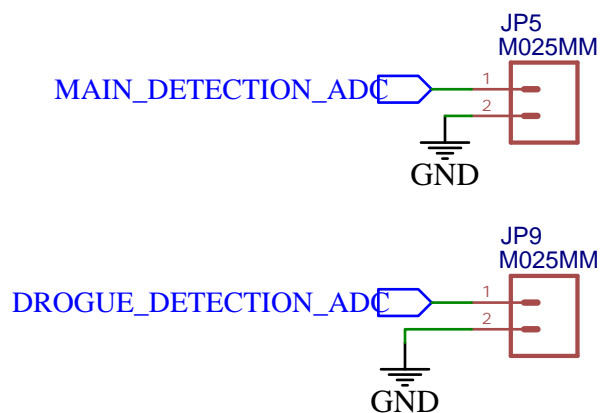 JP5
M025MM
MAIN_DETECTION_ADC
1
2
GND
JP9
M025MM
DROGUE_DETECTION_ADC
1
2
GND